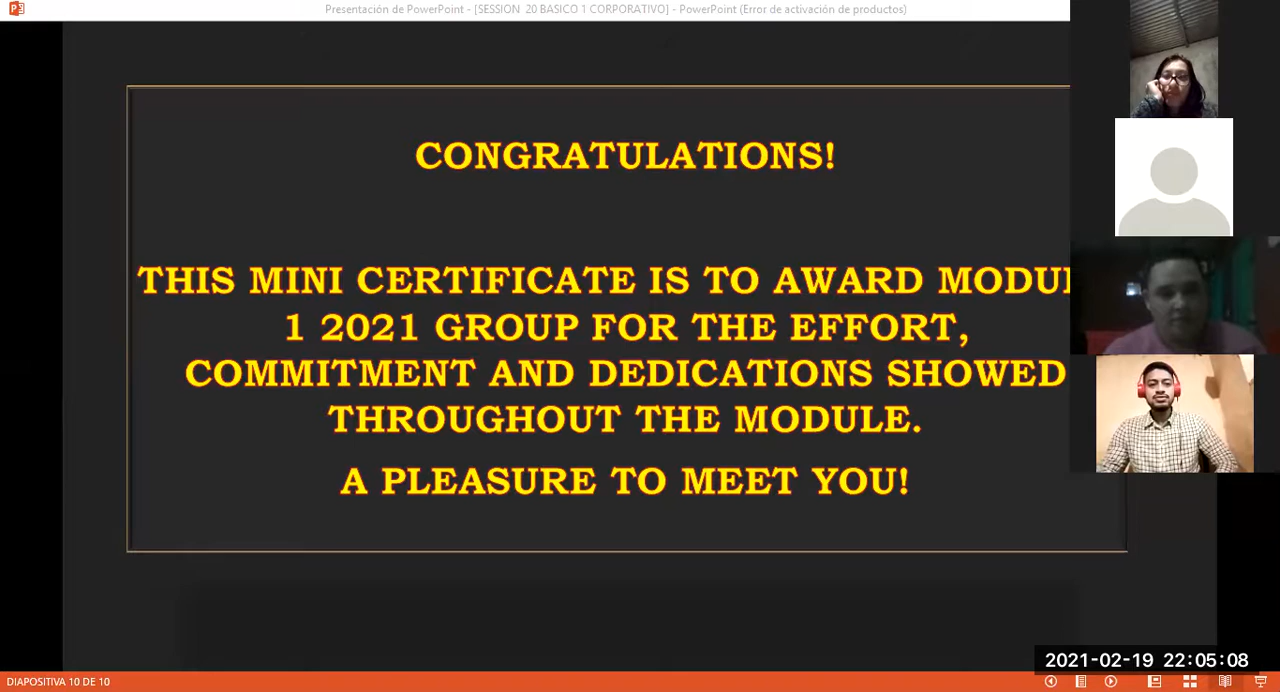 Presentación de PowerPoint - [SESSION 20 BASICO 1 CORPORATIVO] - PowerPoint (Error de activación de productos)
CONGRATULATIONS!
THIS MINI CERTIFICATE IS TO AWARD
1 2021 GROUP FOR THE EFFORT,
COMMITMENT AND DEDICATIONS SHOWED
THROUGHOUT THE MODULE.
A PLEASURE TO MEET YOU!
2021-02-19 22:05:08
DIAPOSITIVA 10 DE 10